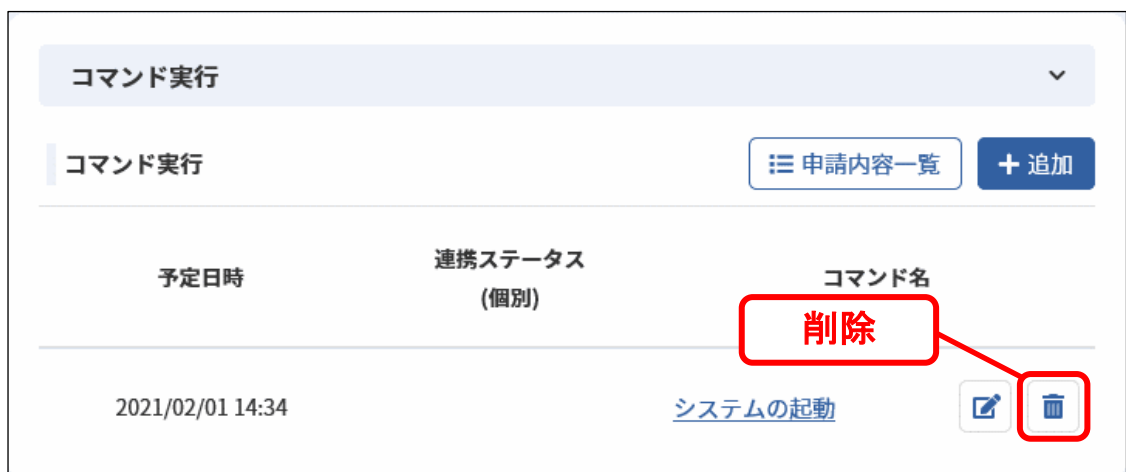 コマンド実行
コマンド実行
申請内容一覧
追加
予定日時
連携ステータス
(個別)
コマンド名
削除
2021/02/01 14:34
システムの起動